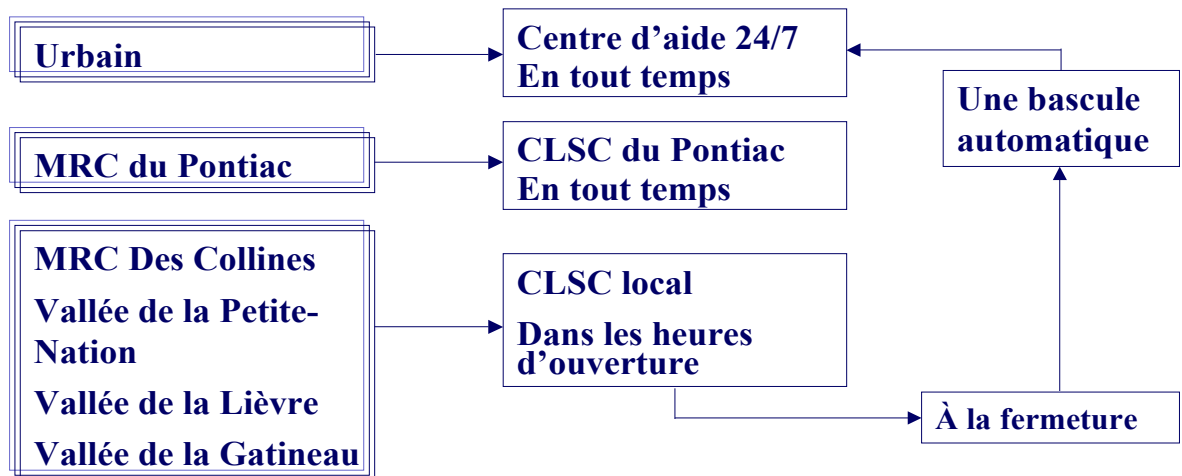 Urbain
Centre d’aide 24/7
En tout temps
Une bascule
automatique
MRC du Pontiac
CLSC du Pontiac
En tout temps
MRC Des Collines
Vallée de la Petite-
Nation
Vallée de la Lièvre
Vallée de la Gatineau
CLSC local
Dans les heures
d’ouverture
À la fermeture